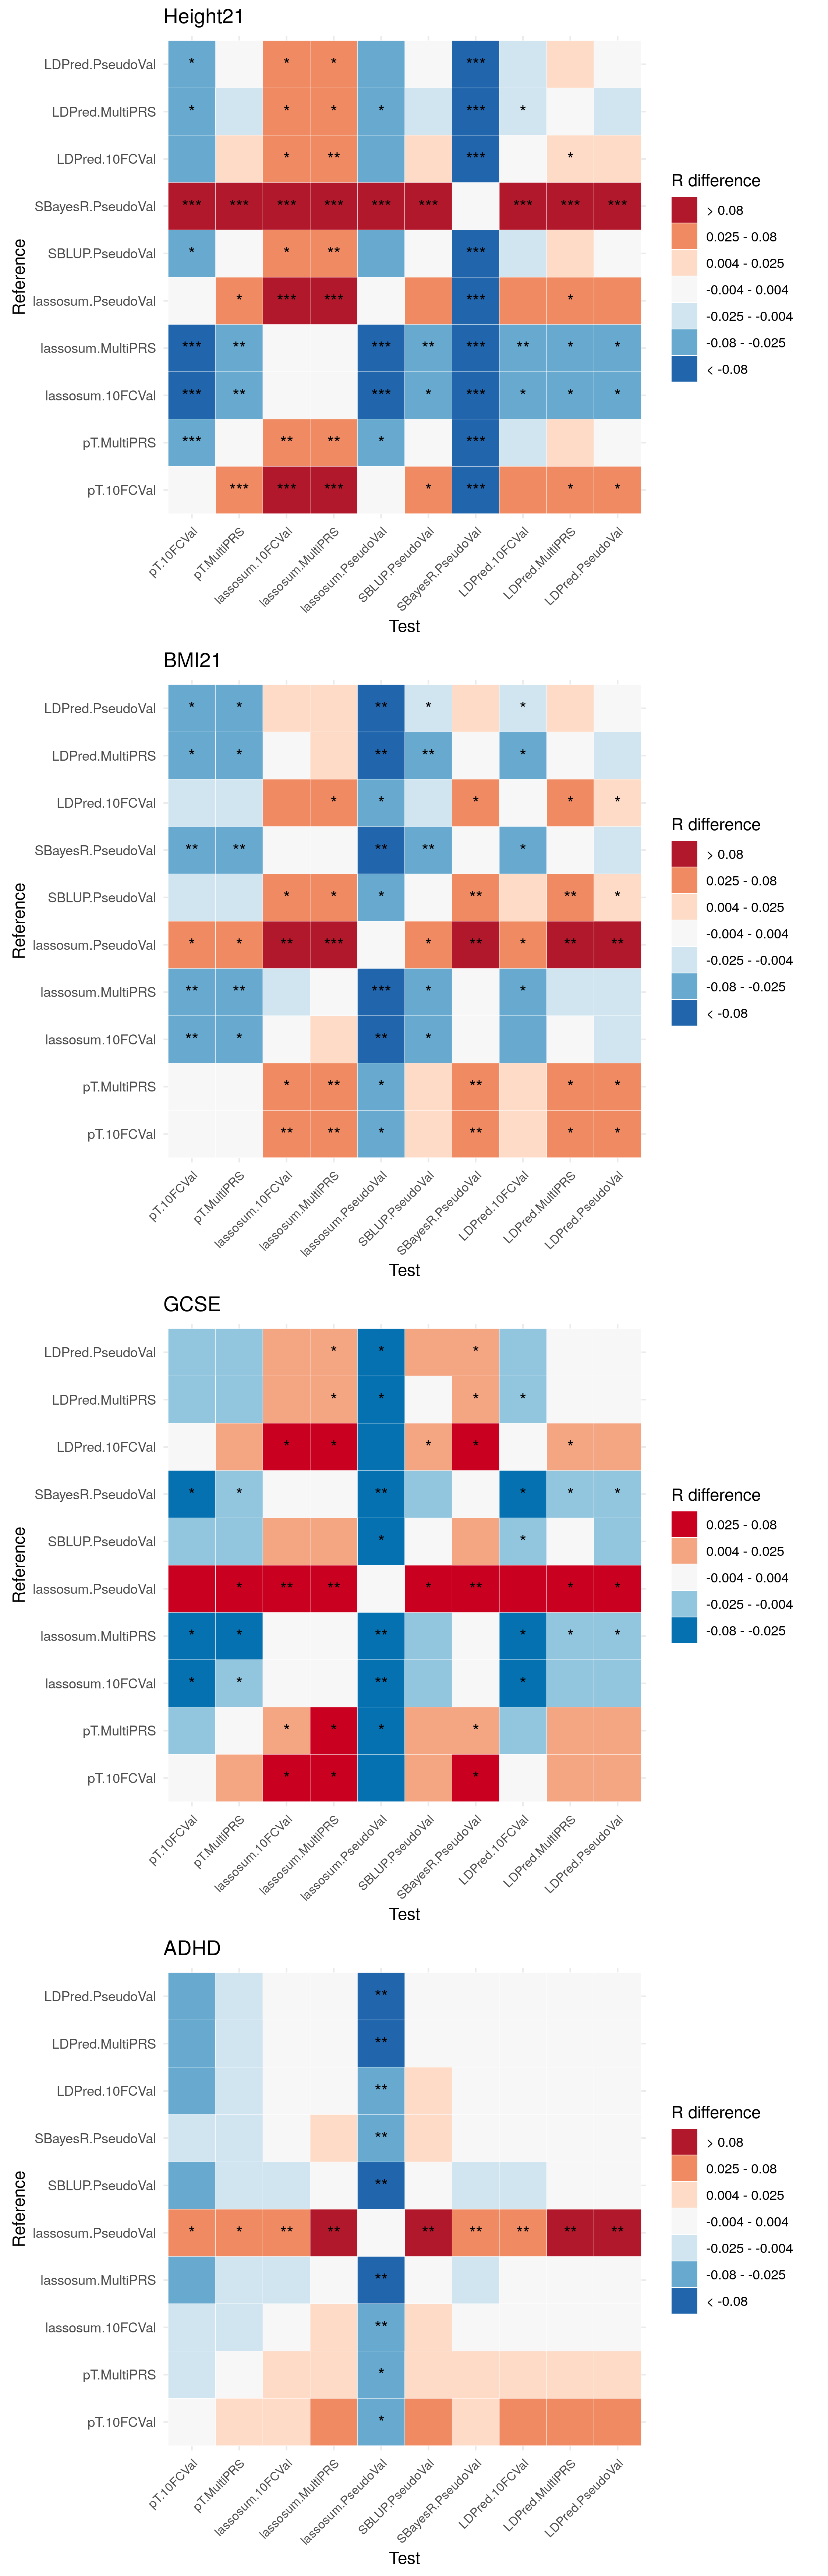 Height21
Reference
LDPred.PseudoVal * * * ***
LDPred.MultiPRS * * * * *** *
LDPred.10FCVal * ** *** *
SBayesR.PseudoVal *** *** *** *** *** *** *** *** ***
SBLUP.PseudoVal * * ** ***
lassosum.PseudoVal * *** *** *** *
lassosum.MultiPRS *** ** *** ** *** ** * *
lassosum.10FCVal *** ** *** * *** * * *
pT.MultiPRS *** ** ** * ***
pT.10FCVal *** *** *** * *** * *
pT.10FCVal
pT.MultiPRS
lassosum.10FCVal
lassosum.MultiPRS
lassosum.PseudoVal
SBLUP.PseudoVal
SBayesR.PseudoVal
LDPred.10FCVal
LDPred.MultiPRS
LDPred.PseudoVal
Test
R difference
> 0.08
0.025 - 0.08
0.004 - 0.025
-0.004 - 0.004
-0.025 - -0.004
-0.08 - -0.025
< -0.08
BMI21
Reference
LDPred.PseudoVal * * ** * *
LDPred.MultiPRS * * ** ** *
LDPred.10FCVal * * * * *
SBayesR.PseudoVal ** ** ** ** *
SBLUP.PseudoVal * * * ** ** *
lassosum.PseudoVal * * ** *** * ** * ** **
lassosum.MultiPRS ** ** *** * *
lassosum.10FCVal ** * ** *
pT.MultiPRS * ** * ** * *
pT.10FCVal ** ** * ** * *
pT.10FCVal
pT.MultiPRS
lassosum.10FCVal
lassosum.MultiPRS
lassosum.PseudoVal
SBLUP.PseudoVal
SBayesR.PseudoVal
LDPred.10FCVal
LDPred.MultiPRS
LDPred.PseudoVal
Test
R difference
> 0.08
0.025 - 0.08
0.004 - 0.025
-0.004 - 0.004
-0.025 - -0.004
-0.08 - -0.025
< -0.08
GCSE
Reference
LDPred.PseudoVal * * *
LDPred.MultiPRS * * * *
LDPred.10FCVal * * * * *
SBayesR.PseudoVal * * ** * * *
SBLUP.PseudoVal * *
lassosum.PseudoVal * ** ** * ** * *
lassosum.MultiPRS * * ** * * *
lassosum.10FCVal * * ** *
pT.MultiPRS * * * *
pT.10FCVal * * *
pT.10FCVal
pT.MultiPRS
lassosum.10FCVal
lassosum.MultiPRS
lassosum.PseudoVal
SBLUP.PseudoVal
SBayesR.PseudoVal
LDPred.10FCVal
LDPred.MultiPRS
LDPred.PseudoVal
Test
R difference
0.025 - 0.08
0.004 - 0.025
-0.004 - 0.004
-0.025 - -0.004
-0.08 - -0.025
ADHD
Reference
LDPred.PseudoVal **
LDPred.MultiPRS **
LDPred.10FCVal **
SBayesR.PseudoVal **
SBLUP.PseudoVal **
lassosum.PseudoVal * * ** ** ** ** ** ** **
lassosum.MultiPRS **
lassosum.10FCVal **
pT.MultiPRS *
pT.10FCVal *
pT.10FCVal
pT.MultiPRS
lassosum.10FCVal
lassosum.MultiPRS
lassosum.PseudoVal
SBLUP.PseudoVal
SBayesR.PseudoVal
LDPred.10FCVal
LDPred.MultiPRS
LDPred.PseudoVal
Test
R difference
> 0.08
0.025 - 0.08
0.004 - 0.025
-0.004 - 0.004
-0.025 - -0.004
-0.08 - -0.025
< -0.08